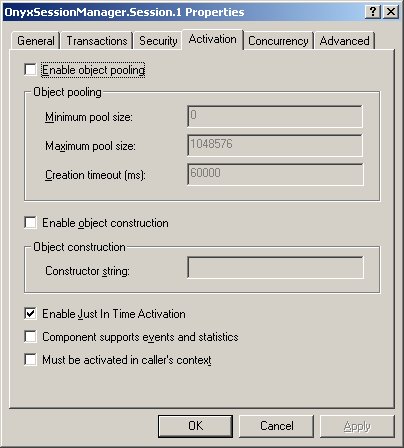 OnyxSessionManager.Session.1 Properties
General Transactions Security Activation Concurrency Advanced
Enable object pooling
Object pooling
Minimum pool size: 0
Maximum pool size: 1048576
Creation timeout (ms): 60000
Enable object construction
Object construction
Constructor string:
Enable Just In Time Activation
Component supports events and statistics
Must be activated in caller's context
OK Cancel Apply